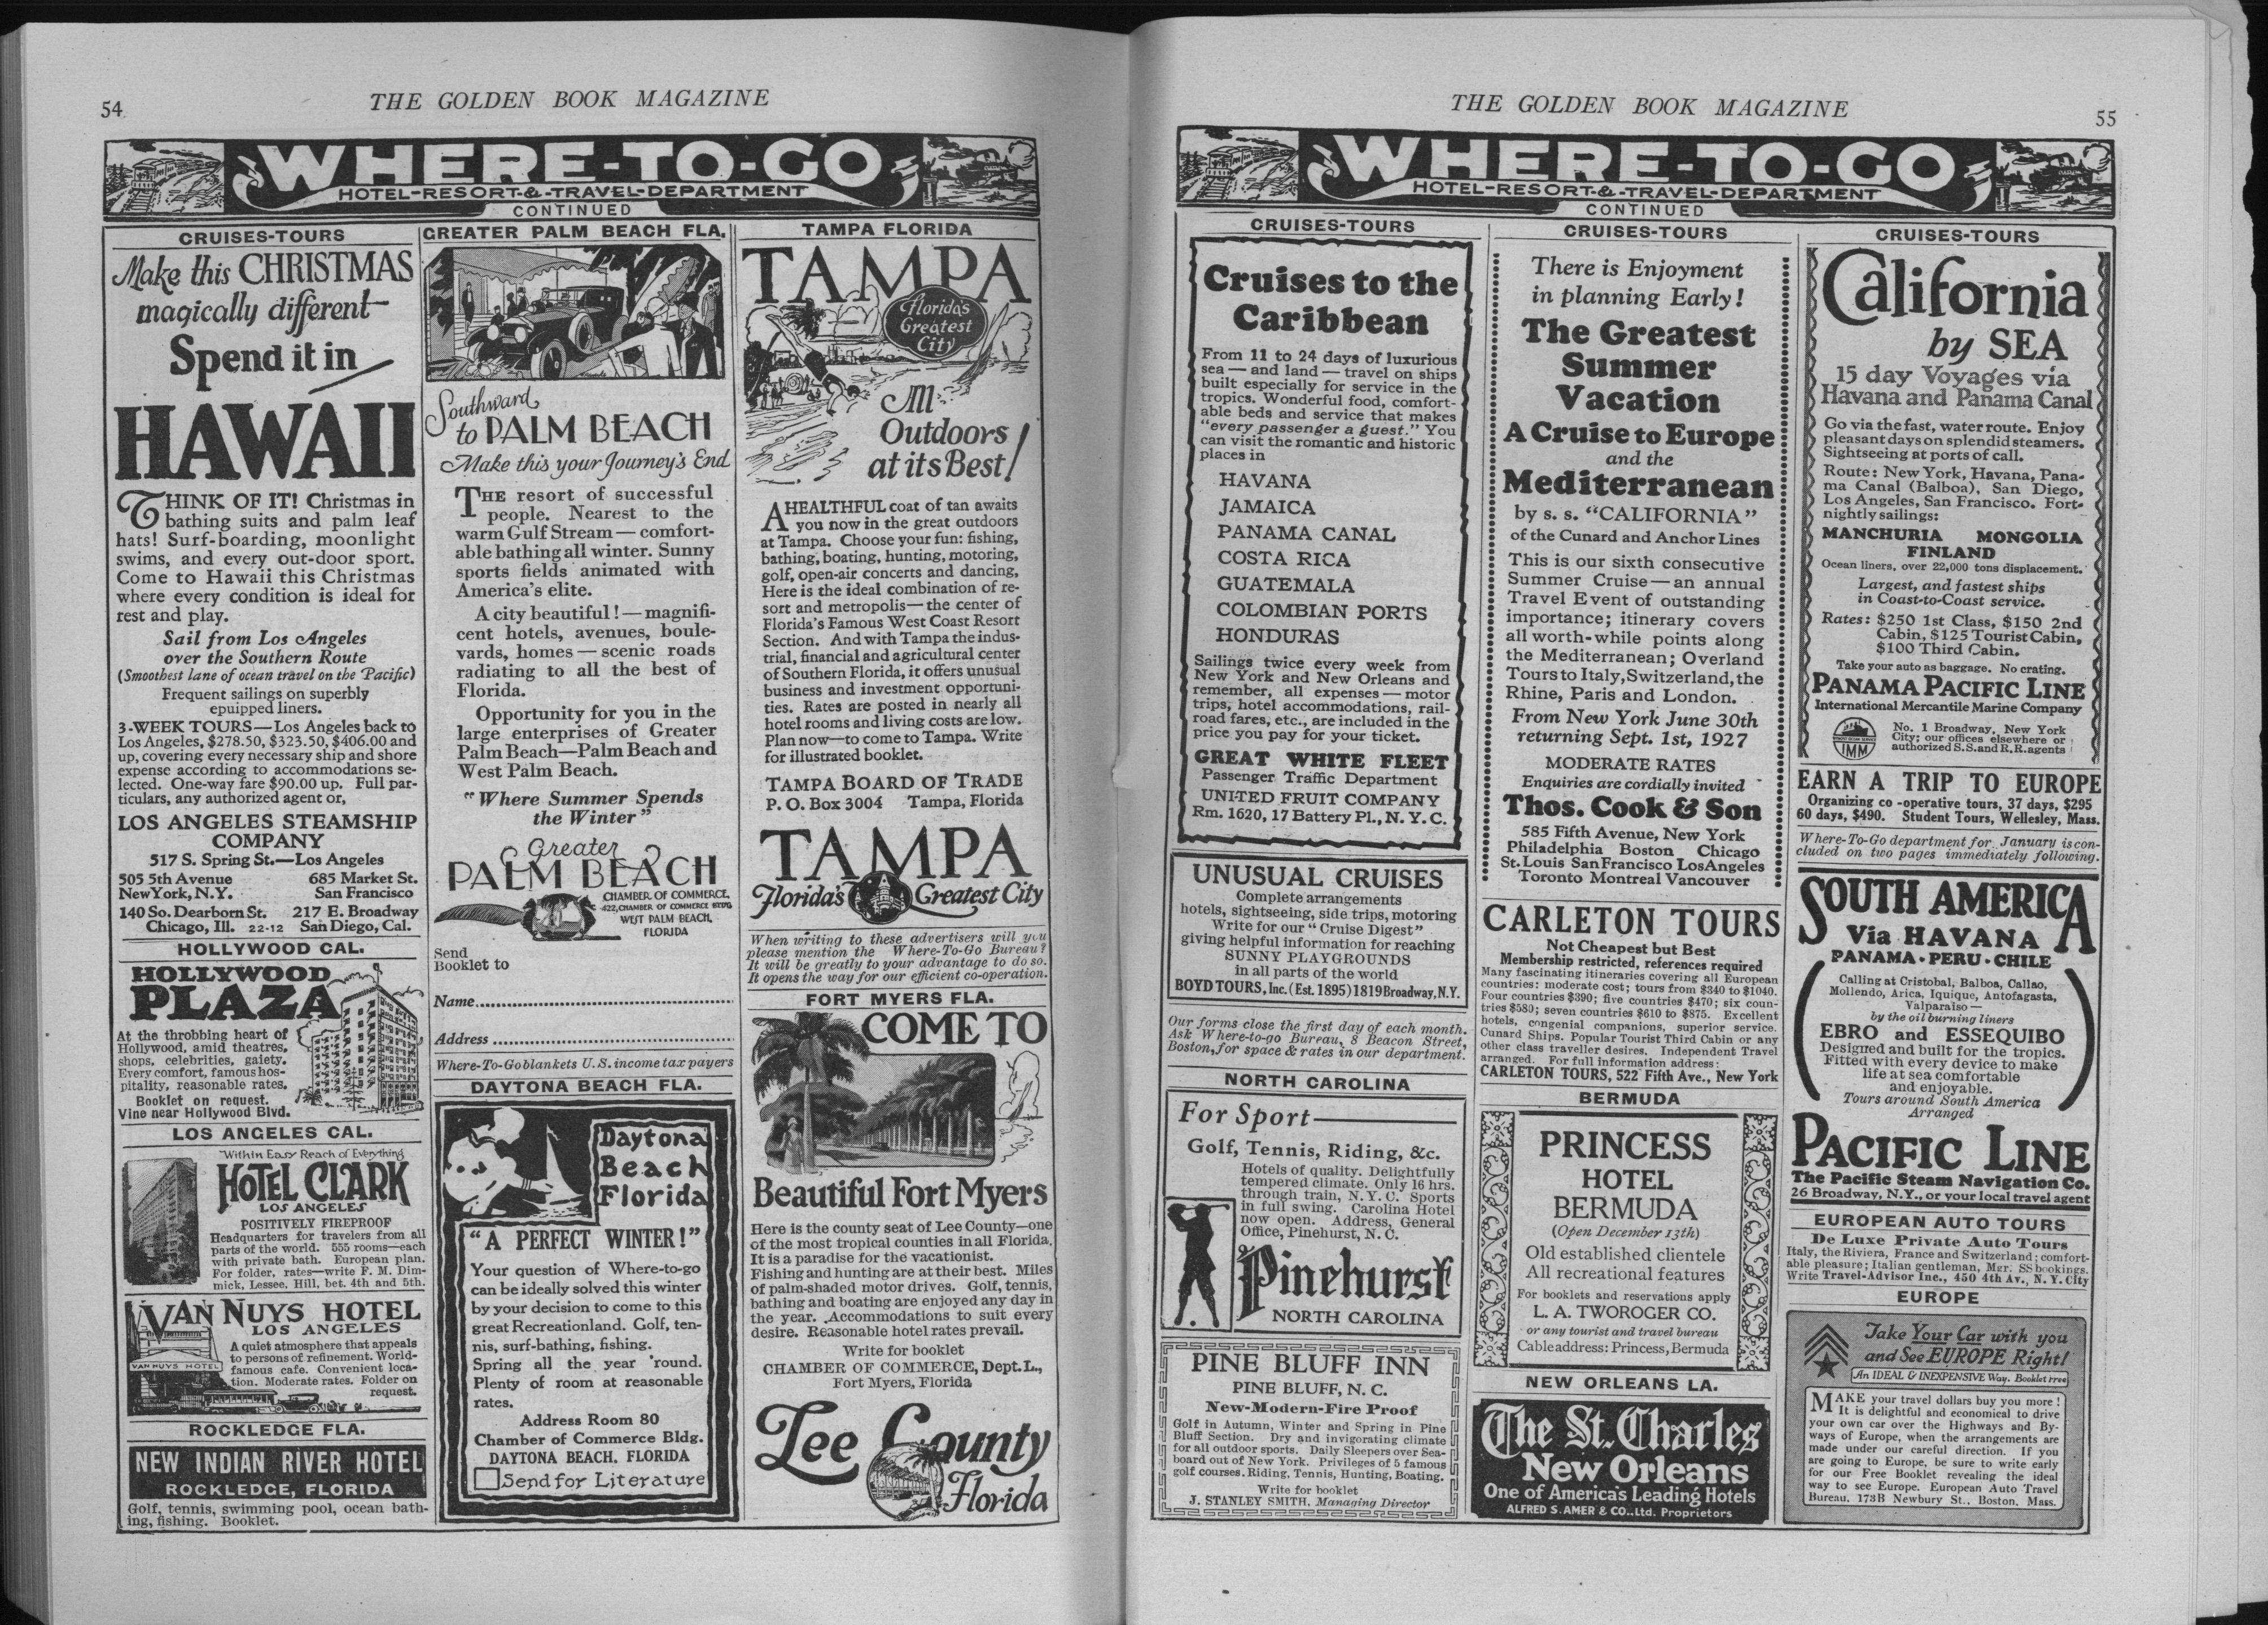 54
THE GOLDEN BOOK MAGAZINE
WHERE-TO-GO
HOTEL-RESORT-&-TRAVEL-DEPARTMENT
CONTINUED
CRUISES-TOURS
Make this CHRISTMAS
magically different—
Spend it in
HAWAII
THINK OF IT! Christmas in
bathing suits and palm leaf
hats! Surf-boarding, moonlight
swims, and every out-door sport.
Come to Hawaii this Christmas
where every condition is ideal for
rest and play.
Sail from Los Angeles
over the Southern Route
(Smoothest lane of ocean travel on the Pacific)
Frequent sailings on superbly
epuipped liners.
3-WEEK TOURS—Los Angeles back to
Los Angeles, $278.50, $323.50, $406.00 and
up, covering every necessary ship and shore
expense according to accommodations se-
lected. One-way fare $90.00 up. Full par-
ticulars, any authorized agent or,
LOS ANGELES STEAMSHIP
COMPANY
517 S. Spring St.—Los Angeles
505 5th Avenue 685 Market St.
New York, N.Y. San Francisco
140 So. Dearborn St. 217 E. Broadway
Chicago, Ill. 22-12 San Diego, Cal.
HOLLYWOOD CAL.
HOLLYWOOD
PLAZA
At the throbbing heart of
Hollywood, amid theatres,
shops, celebrities, gaiety.
Every comfort, famous hos-
pitality, reasonable rates.
Booklet on request.
Vine near Hollywood Blvd.
LOS ANGELES CAL.
"Within Easy Reach of Everything
HOTEL CLARK
LOS ANGELES
POSITIVELY FIREPROOF
Headquarters for travelers from all
parts of the world. 555 rooms—each
with private bath. European plan.
For folder, rates—write F. M. Dim-
mick, Lessee. Hill, bet. 4th and 5th.
VAN NUYS HOTEL
LOS ANGELES
A quiet atmosphere that appeals
to persons of refinement. World-
famous cafe. Convenient loca-
tion. Moderate rates. Folder on
request.
VAN NUYS HOTEL
ROCKLEDGE FLA.
NEW INDIAN RIVER HOTEL
ROCKLEDGE, FLORIDA
Golf, tennis, swimming pool, ocean bath-
ing, fishing. Booklet.
GREATER PALM BEACH FLA.
Southward
to PALM BEACH
Make this your Journey's End
THE resort of successful
people. Nearest to the
warm Gulf Stream—comfort-
able bathing all winter. Sunny
sports fields animated with
America's elite.
A city beautiful!—magnifi-
cent hotels, avenues, boule-
vards, homes—scenic roads
radiating to all the best of
Florida.
Opportunity for you in the
large enterprises of Greater
Palm Beach—Palm Beach and
West Palm Beach.
"Where Summer Spends
the Winter"
Greater
PALM BEACH
CHAMBER OF COMMERCE,
422, CHAMBER OF COMMERCE BLDG
WEST PALM BEACH,
FLORIDA
Send
Booklet to
Name
Address
Where-To-Go blankets U. S. income tax payers
DAYTONA BEACH FLA.
Daytona
Beach
Florida
"A PERFECT WINTER!"
Your question of Where-to-go
can be ideally solved this winter
by your decision to come to this
great Recreationland. Golf, ten-
nis, surf-bathing, fishing.
Spring all the year 'round.
Plenty of room at reasonable
rates.
Address Room 80
Chamber of Commerce Bldg.
DAYTONA BEACH, FLORIDA
Send for Literature
TAMPA FLORIDA
TAMPA
Florida's
Greatest
City
All
Outdoors
at its Best!
A HEALTHFUL coat of tan awaits
you now in the great outdoors
at Tampa. Choose your fun: fishing,
bathing, boating, hunting, motoring,
golf, open-air concerts and dancing,
Here is the ideal combination of re-
sort and metropolis—the center of
Florida's Famous West Coast Resort
Section. And with Tampa the indus-
trial, financial and agricultural center
of Southern Florida, it offers unusual
business and investment opportuni-
ties. Rates are posted in nearly all
hotel rooms and living costs are low.
Plan now—to come to Tampa. Write
for illustrated booklet.
TAMPA BOARD OF TRADE
P. O. Box 3004 Tampa, Florida
TAMPA
Florida's Greatest City
When writing to these advertisers will you
please mention the Where-To-Go Bureau?
It will be greatly to your advantage to do so.
It opens the way for our efficient co-operation.
FORT MYERS FLA.
COME TO
Beautiful Fort Myers
Here is the county seat of Lee County—one
of the most tropical counties in all Florida.
It is a paradise for the vacationist.
Fishing and hunting are at their best. Miles
of palm-shaded motor drives. Golf, tennis,
bathing and boating are enjoyed any day in
the year. Accommodations to suit every
desire. Reasonable hotel rates prevail.
Write for booklet
CHAMBER OF COMMERCE, Dept. L.,
Fort Myers, Florida
Lee County
Florida
THE GOLDEN BOOK MAGAZINE
55
WHERE-TO-GO
HOTEL-RESORT-&-TRAVEL-DEPARTMENT
CONTINUED
CRUISES-TOURS
Cruises to the
Caribbean
From 11 to 24 days of luxurious
sea—and land—travel on ships
built especially for service in the
tropics. Wonderful food, comfort-
able beds and service that makes
"every passenger a guest." You
can visit the romantic and historic
places in
HAVANA
JAMAICA
PANAMA CANAL
COSTA RICA
GUATEMALA
COLOMBIAN PORTS
HONDURAS
Sailings twice every week from
New York and New Orleans and
remember, all expenses—motor
trips, hotel accommodations, rail-
road fares, etc., are included in the
price you pay for your ticket.
GREAT WHITE FLEET
Passenger Traffic Department
UNITED FRUIT COMPANY
Rm. 1620, 17 Battery Pl., N. Y. C.
UNUSUAL CRUISES
Complete arrangements
hotels, sightseeing, side trips, motoring
Write for our "Cruise Digest"
giving helpful information for reaching
SUNNY PLAYGROUNDS
in all parts of the world
BOYD TOURS, Inc. (Est. 1895) 1819 Broadway, N.Y.
Our forms close the first day of each month.
Ask Where-to-go Bureau, 8 Beacon Street,
Boston, for space & rates in our department.
NORTH CAROLINA
For Sport—
Golf, Tennis, Riding, &c.
Hotels of quality. Delightfully
tempered climate. Only 16 hrs.
through train, N. Y. C. Sports
in full swing. Carolina Hotel
now open. Address, General
Office, Pinehurst, N. C.
Pinehurst
NORTH CAROLINA
PINE BLUFF INN
PINE BLUFF, N. C.
New-Modern-Fire Proof
Golf in Autumn, Winter and Spring in Pine
Bluff Section. Dry and invigorating climate
for all outdoor sports. Daily Sleepers over Sea-
board out of New York. Privileges of 5 famous
golf courses. Riding, Tennis, Hunting, Boating.
Write for booklet
J. STANLEY SMITH, Managing Director
CRUISES-TOURS
There is Enjoyment
in planning Early!
The Greatest
Summer
Vacation
A Cruise to Europe
and the
Mediterranean
by s. s. "CALIFORNIA"
of the Cunard and Anchor Lines
This is our sixth consecutive
Summer Cruise—an annual
Travel Event of outstanding
importance; itinerary covers
all worth-while points along
the Mediterranean; Overland
Tours to Italy, Switzerland, the
Rhine, Paris and London.
From New York June 30th
returning Sept. 1st, 1927
MODERATE RATES
Enquiries are cordially invited
Thos. Cook & Son
585 Fifth Avenue, New York
Philadelphia Boston Chicago
St. Louis San Francisco Los Angeles
Toronto Montreal Vancouver
CARLETON TOURS
Not Cheapest but Best
Membership restricted, references required
Many fascinating itineraries covering all European
countries: moderate cost; tours from $340 to $1040.
Four countries $390; five countries $470; six coun-
tries $580; seven countries $610 to $875. Excellent
hotels, congenial companions, superior service.
Cunard Ships. Popular Tourist Third Cabin or any
other class traveller desires. Independent Travel
arranged. For full information address:
CARLETON TOURS, 522 Fifth Ave., New York
BERMUDA
PRINCESS
HOTEL
BERMUDA
(Open December 13th)
Old established clientele
All recreational features
For booklets and reservations apply
L. A. TWOROGER CO.
or any tourist and travel bureau
Cable address: Princess, Bermuda
NEW ORLEANS LA.
The St. Charles
New Orleans
One of America's Leading Hotels
ALFRED S. AMER & CO., Ltd. Proprietors
CRUISES-TOURS
California
by SEA
15 day Voyages via
Havana and Panama Canal
Go via the fast, water route. Enjoy
pleasant days on splendid steamers.
Sightseeing at ports of call.
Route: New York, Havana, Pana-
ma Canal (Balboa), San Diego,
Los Angeles, San Francisco. Fort-
nightly sailings:
MANCHURIA MONGOLIA
FINLAND
Ocean liners, over 22,000 tons displacement.
Largest, and fastest ships
in Coast-to-Coast service.
Rates: $250 1st Class, $150 2nd
Cabin, $125 Tourist Cabin,
$100 Third Cabin.
Take your auto as baggage. No crating.
PANAMA PACIFIC LINE
International Mercantile Marine Company
IMM
No. 1 Broadway, New York
City; our offices elsewhere or
authorized S.S. and R.R. agents
EARN A TRIP TO EUROPE
Organizing co-operative tours, 37 days, $295
60 days, $490. Student Tours, Wellesley, Mass.
Where-To-Go department for January is con-
cluded on two pages immediately following.
SOUTH AMERICA
Via HAVANA
PANAMA • PERU • CHILE
Calling at Cristobal, Balboa, Callao,
Mollendo, Arica, Iquique, Antofagasta,
Valparaiso—
by the oil burning liners
EBRO and ESSEQUIBO
Designed and built for the tropics.
Fitted with every device to make
life at sea comfortable
and enjoyable.
Tours around South America
Arranged
PACIFIC LINE
The Pacific Steam Navigation Co.
26 Broadway, N.Y., or your local travel agent
EUROPEAN AUTO TOURS
De Luxe Private Auto Tours
Italy, the Riviera, France and Switzerland; comfort-
able pleasure; Italian gentleman, Mgr. SS bookings.
Write Travel-Advisor Inc., 450 4th Av., N. Y. City
EUROPE
Take Your Car with you
and See EUROPE Right!
An IDEAL & INEXPENSIVE Way. Booklet Free
MAKE your travel dollars buy you more!
It is delightful and economical to drive
your own car over the Highways and By-
ways of Europe, when the arrangements are
made under our careful direction. If you
are going to Europe, be sure to write early
for our Free Booklet revealing the ideal
way to see Europe. European Auto Travel
Bureau, 173B Newbury St., Boston, Mass.